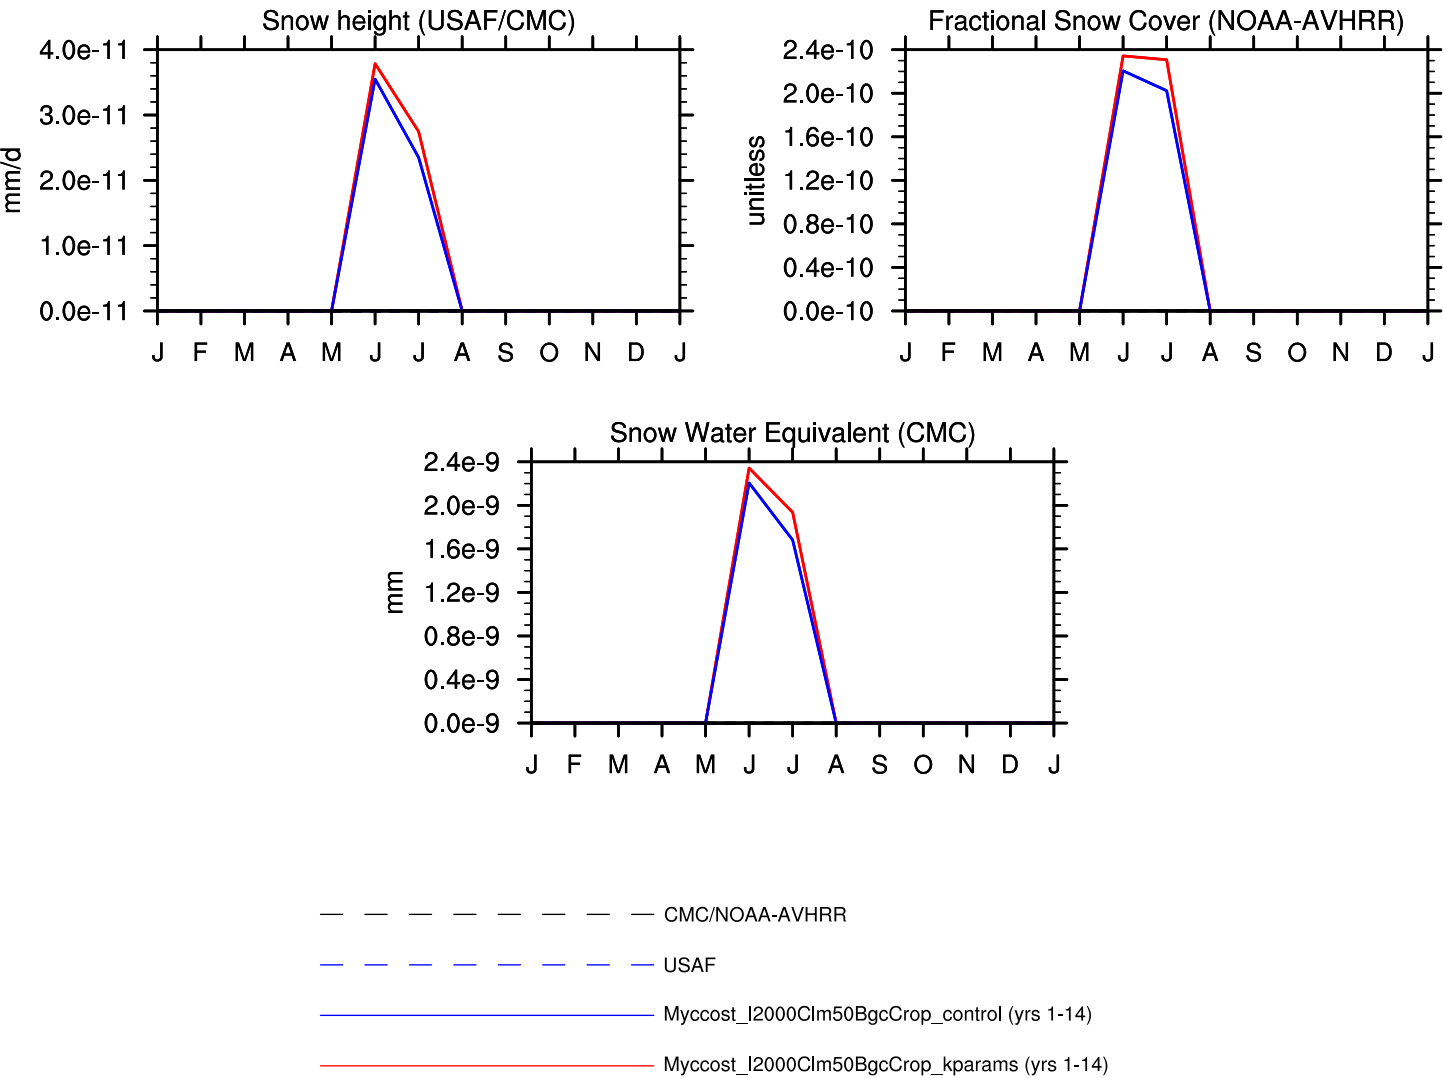 Snow height (USAF/CMC)
4.0e-11
3.0e-11
2.0e-11
1.0e-11
0.0e-11
mm/d
J F M A M J J A S O N D J
Fractional Snow Cover (NOAA-AVHRR)
2.4e-10
2.0e-10
1.6e-10
1.2e-10
0.8e-10
0.4e-10
0.0e-10
unitless
J F M A M J J A S O N D J
Snow Water Equivalent (CMC)
2.4e-9
2.0e-9
1.6e-9
1.2e-9
0.8e-9
0.4e-9
0.0e-9
mm
J F M A M J J A S O N D J
CMC/NOAA-AVHRR
USAF
Myccost_I2000Clm50BgcCrop_control (yrs 1-14)
Myccost_I2000Clm50BgcCrop_kparams (yrs 1-14)